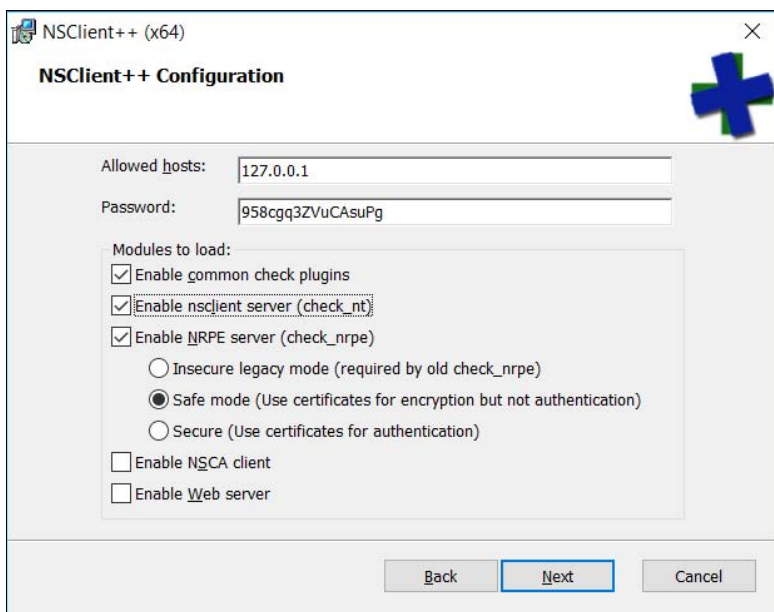 NSClient++ (x64)
NSClient++ Configuration
Allowed hosts: 127.0.0.1
Password: 958cgq3ZVuCAsuPg
Modules to load:
Enable common check plugins
Enable nsclient server (check_nt)
Enable NRPE server (check_nrpe)
Insecure legacy mode (required by old check_nrpe)
Safe mode (Use certificates for encryption but not authentication)
Secure (Use certificates for authentication)
Enable NSCA client
Enable Web server
Back Next Cancel